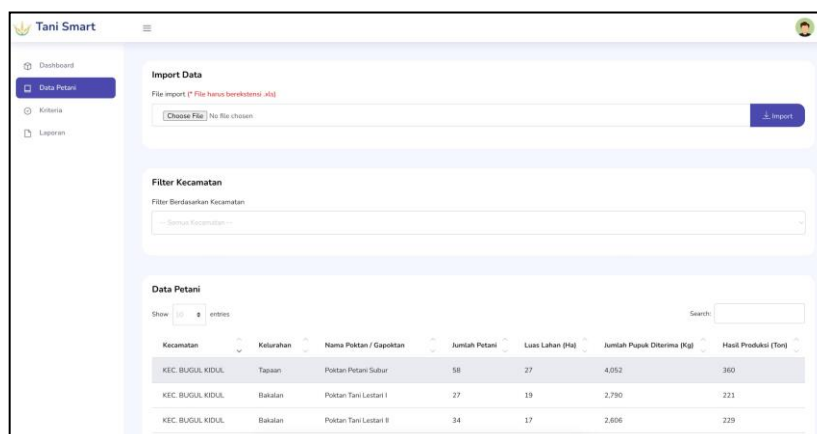 Tani Smart
Dashboard
Data Petani
Kriteria
Laporan
Import Data
File import (* File harus berekstensi .xls)
Choose File No file chosen
Import
Filter Kecamatan
Filter Berdasarkan Kecamatan
-- Semua Kecamatan --
Data Petani
Show 50 entries
Search:
Kecamatan Kelurahan Nama Poktan / Gapoktan Jumlah Petani Luas Lahan (Ha) Jumlah Pupuk Diterima (Kg) Hasil Produksi (Ton)
KEC. BUGUL KIDUL Tapaan Poktan Petani Subur 58 27 4,052 360
KEC. BUGUL KIDUL Bakalan Poktan Tani Lestari I 27 19 2,790 221
KEC. BUGUL KIDUL Bakalan Poktan Tani Lestari II 34 17 2,606 229